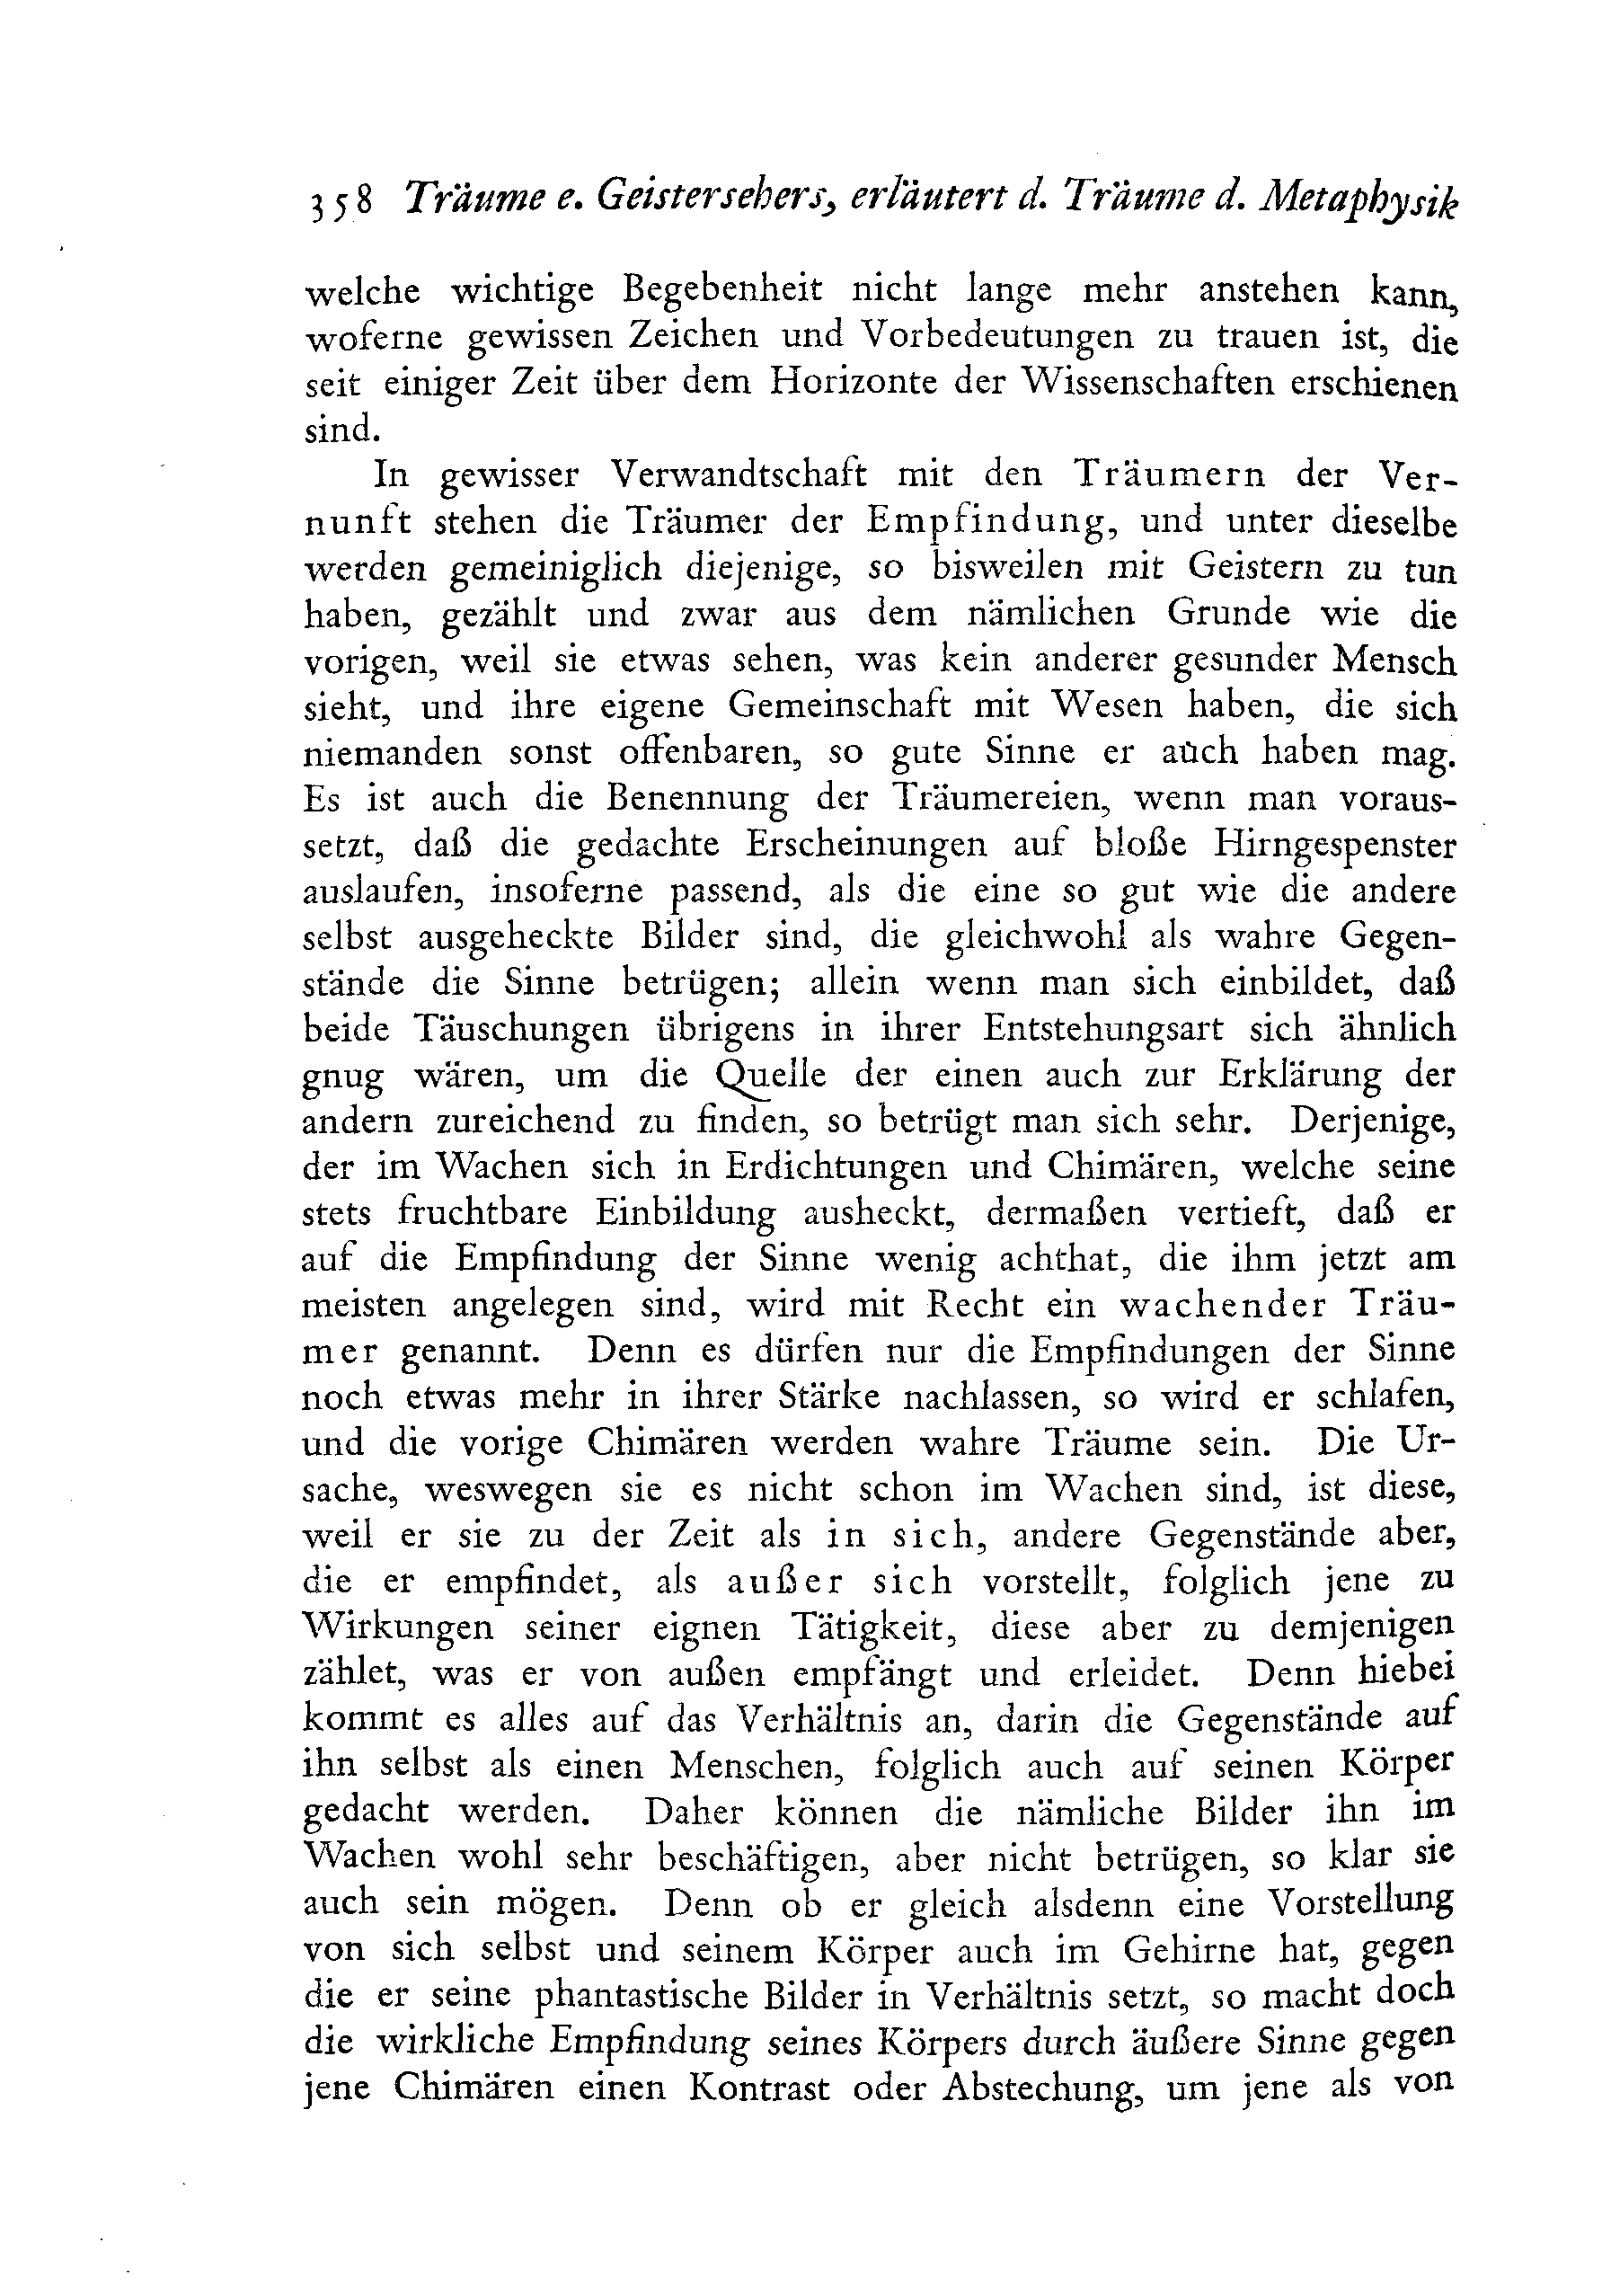 358 Träume e. Geistersehers, erläutert d. Träume d. Metaphysik
welche wichtige Begebenheit nicht lange mehr anstehen kann,
woferne gewissen Zeichen und Vorbedeutungen zu trauen ist, die
seit einiger Zeit über dem Horizonte der Wissenschaften erschienen
sind.
In gewisser Verwandtschaft mit den Träumern der Ver-
nunft stehen die Träumer der Empfindung, und unter dieselbe
werden gemeiniglich diejenige, so bisweilen mit Geistern zu tun
haben, gezählt und zwar aus dem nämlichen Grunde wie die
vorigen, weil sie etwas sehen, was kein anderer gesunder Mensch
sieht, und ihre eigene Gemeinschaft mit Wesen haben, die sich
niemanden sonst offenbaren, so gute Sinne er auch haben mag.
Es ist auch die Benennung der Träumereien, wenn man voraus-
setzt, daß die gedachte Erscheinungen auf bloße Hirngespenster
auslaufen, insoferne passend, als die eine so gut wie die andere
selbst ausgeheckte Bilder sind, die gleichwohl als wahre Gegen-
stände die Sinne betrügen; allein wenn man sich einbildet, daß
beide Täuschungen übrigens in ihrer Entstehungsart sich ähnlich
gnug wären, um die Quelle der einen auch zur Erklärung der
andern zureichend zu finden, so betrügt man sich sehr. Derjenige,
der im Wachen sich in Erdichtungen und Chimären, welche seine
stets fruchtbare Einbildung ausheckt, dermaßen vertieft, daß er
auf die Empfindung der Sinne wenig achthat, die ihm jetzt am
meisten angelegen sind, wird mit Recht ein wachender Träu-
mer genannt. Denn es dürfen nur die Empfindungen der Sinne
noch etwas mehr in ihrer Stärke nachlassen, so wird er schlafen,
und die vorige Chimären werden wahre Träume sein. Die Ur-
sache, weswegen sie es nicht schon im Wachen sind, ist diese,
weil er sie zu der Zeit als in sich, andere Gegenstände aber,
die er empfindet, als außer sich vorstellt, folglich jene zu
Wirkungen seiner eignen Tätigkeit, diese aber zu demjenigen
zählet, was er von außen empfängt und erleidet. Denn hiebei
kommt es alles auf das Verhältnis an, darin die Gegenstände auf
ihn selbst als einen Menschen, folglich auch auf seinen Körper
gedacht werden. Daher können die nämliche Bilder ihn im
Wachen wohl sehr beschäftigen, aber nicht betrügen, so klar sie
auch sein mögen. Denn ob er gleich alsdenn eine Vorstellung
von sich selbst und seinem Körper auch im Gehirne hat, gegen
die er seine phantastische Bilder in Verhältnis setzt, so macht doch
die wirkliche Empfindung seines Körpers durch äußere Sinne gegen
jene Chimären einen Kontrast oder Abstechung, um jene als von